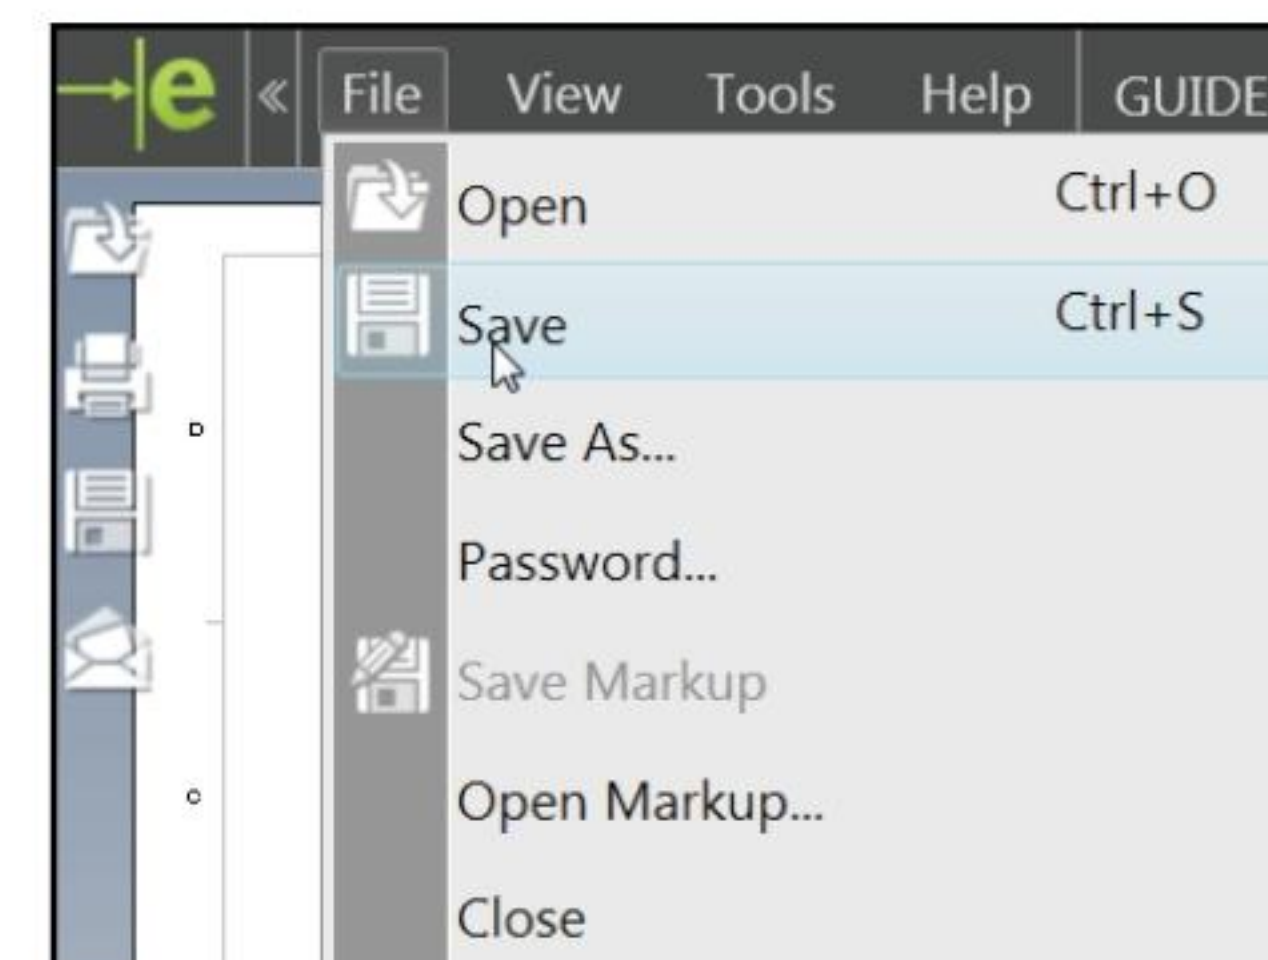 e « File View Tools Help GUIDE
Open Ctrl+O
Save Ctrl+S
D
Save As...
Password...
Save Markup
C
Open Markup...
Close